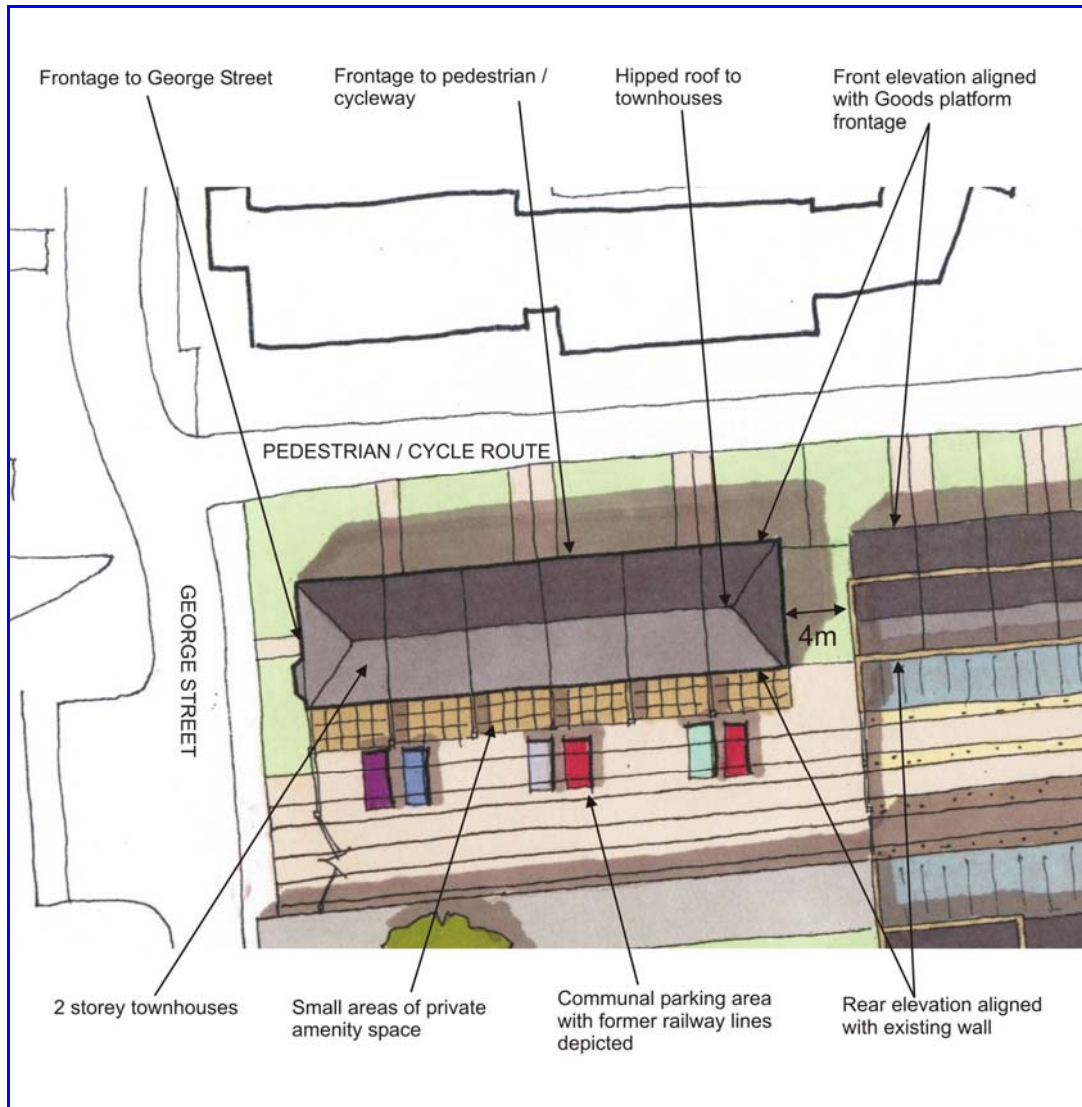 Frontage to George Street
Frontage to pedestrian /
cycleway
Hipped roof to
townhouses
Front elevation aligned
with Goods platform
frontage
PEDESTRIAN / CYCLE ROUTE
GEORGE STREET
4m
2 storey townhouses
Small areas of private
amenity space
Communal parking area
with former railway lines
depicted
Rear elevation aligned
with existing wall